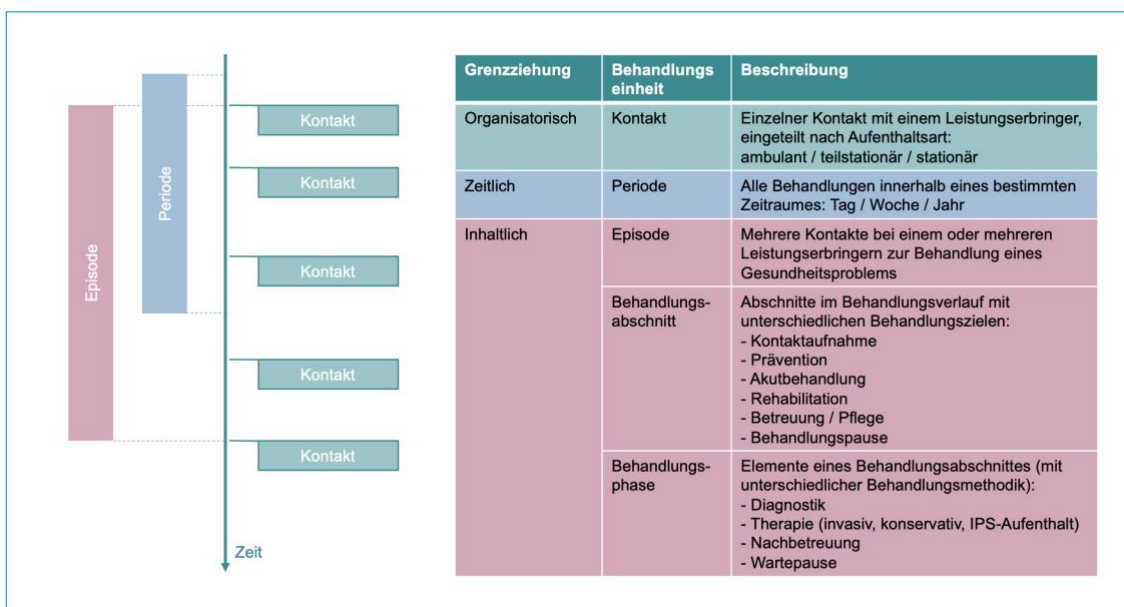 Episode
Periode
Kontakt
Kontakt
Kontakt
Kontakt
Kontakt
Zeit
Grenzziehung
Behandlungs
einheit
Beschreibung
Organisatorisch
Kontakt
Einzelner Kontakt mit einem Leistungserbringer,
eingeteilt nach Aufenthaltsart:
ambulant / teilstationär / stationär
Zeitlich
Periode
Alle Behandlungen innerhalb eines bestimmten
Zeitraumes: Tag / Woche / Jahr
Inhaltlich
Episode
Mehrere Kontakte bei einem oder mehreren
Leistungserbringern zur Behandlung eines
Gesundheitsproblems
Behandlungs-
abschnitt
Abschnitte im Behandlungsverlauf mit
unterschiedlichen Behandlungszielen:
- Kontaktaufnahme
- Prävention
- Akutbehandlung
- Rehabilitation
- Betreuung / Pflege
- Behandlungspause
Behandlungs-
phase
Elemente eines Behandlungsabschnittes (mit
unterschiedlicher Behandlungsmethodik):
- Diagnostik
- Therapie (invasiv, konservativ, IPS-Aufenthalt)
- Nachbetreuung
- Wartepause